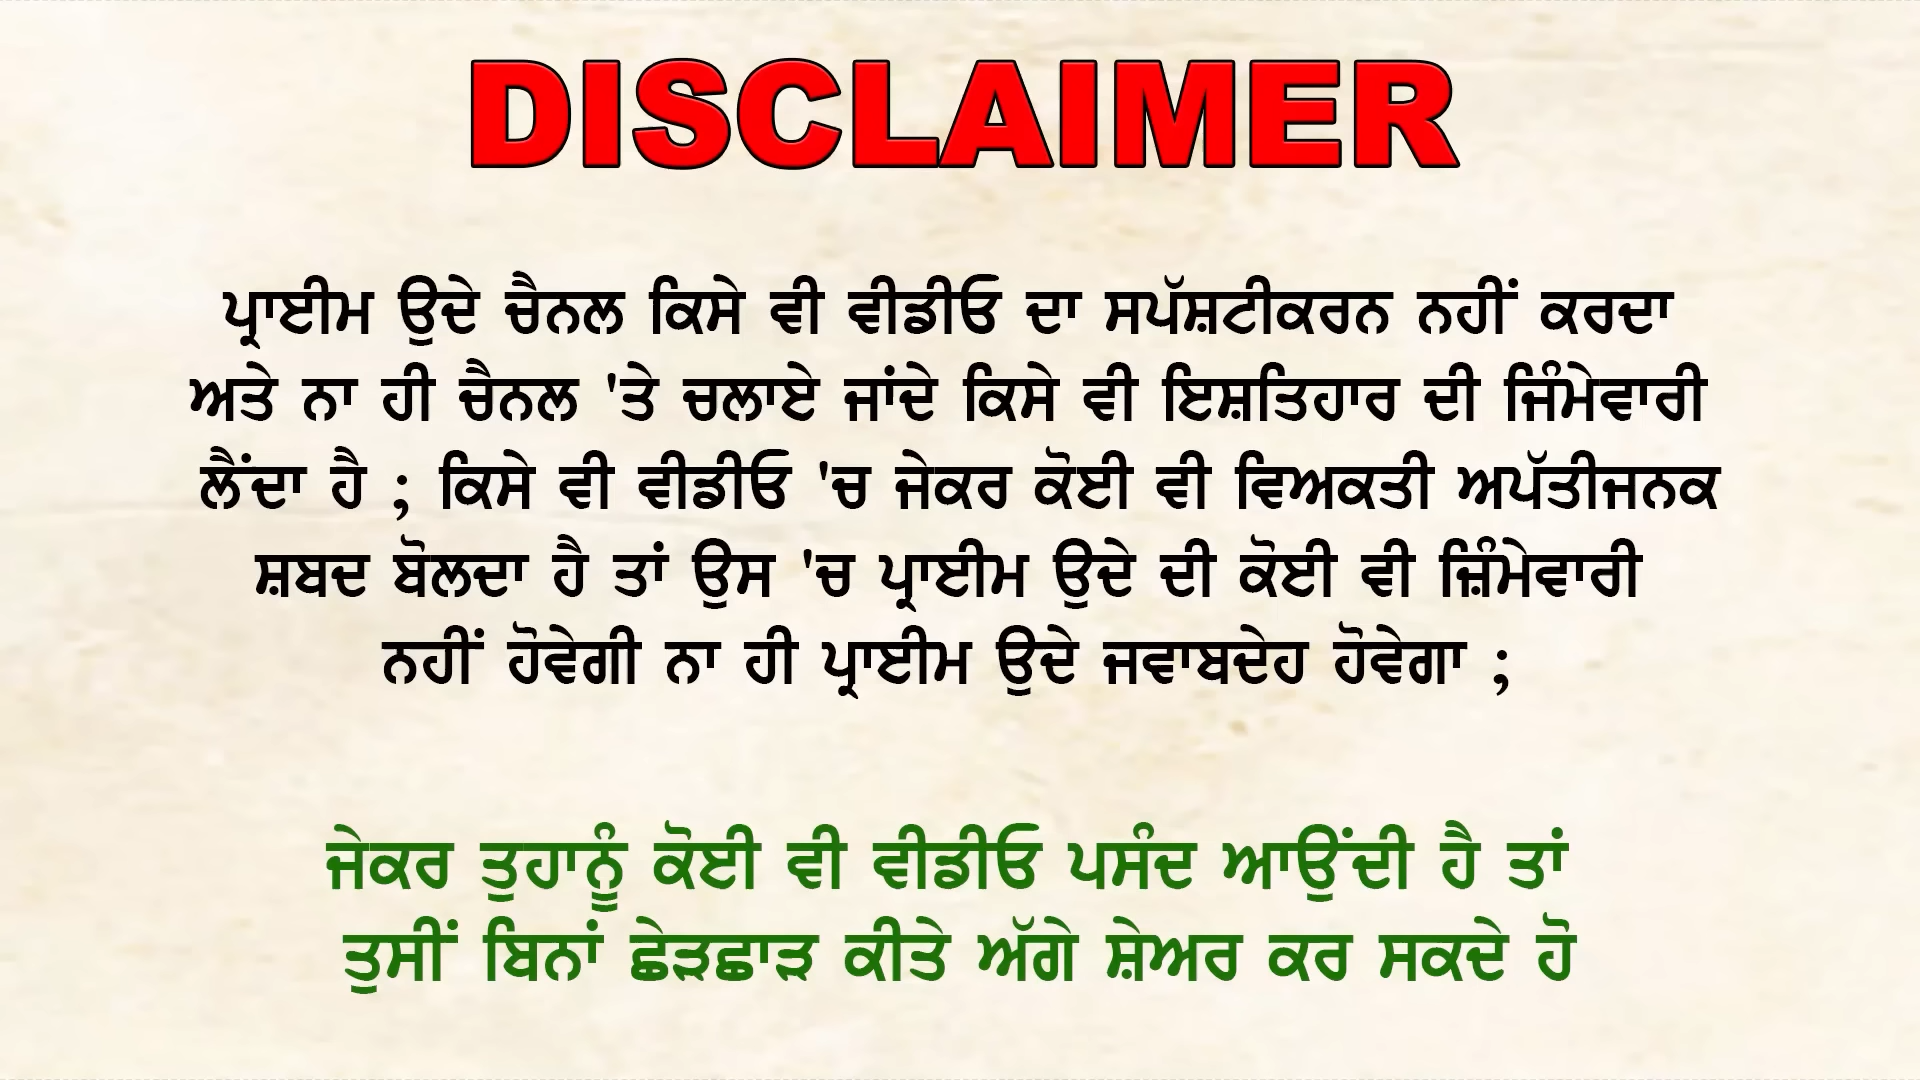 DISCLAIMER
ਪ੍ਰਾਈਮ ਉਦੇ ਚੈਨਲ ਕਿਸੇ ਵੀ ਵੀਡੀਓ ਦਾ ਸਪੱਸ਼ਟੀਕਰਨ ਨਹੀਂ ਕਰਦਾ
ਅਤੇ ਨਾ ਹੀ ਚੈਨਲ 'ਤੇ ਚਲਾਏ ਜਾਂਦੇ ਕਿਸੇ ਵੀ ਇਸ਼ਤਿਹਾਰ ਦੀ ਜਿੰਮੇਵਾਰੀ
ਲੈਂਦਾ ਹੈ ; ਕਿਸੇ ਵੀ ਵੀਡੀਓ 'ਚ ਜੇਕਰ ਕੋਈ ਵੀ ਵਿਅਕਤੀ ਅਪੱਤੀਜਨਕ
ਸ਼ਬਦ ਬੋਲਦਾ ਹੈ ਤਾਂ ਉਸ 'ਚ ਪ੍ਰਾਈਮ ਉਦੇ ਦੀ ਕੋਈ ਵੀ ਜ਼ਿੰਮੇਵਾਰੀ
ਨਹੀਂ ਹੋਵੇਗੀ ਨਾ ਹੀ ਪ੍ਰਾਈਮ ਉਦੇ ਜਵਾਬਦੇਹ ਹੋਵੇਗਾ ;
ਜੇਕਰ ਤੁਹਾਨੂੰ ਕੋਈ ਵੀ ਵੀਡੀਓ ਪਸੰਦ ਆਉਂਦੀ ਹੈ ਤਾਂ
ਤੁਸੀਂ ਬਿਨਾਂ ਛੇੜਛਾੜ ਕੀਤੇ ਅੱਗੇ ਸ਼ੇਅਰ ਕਰ ਸਕਦੇ ਹੋ